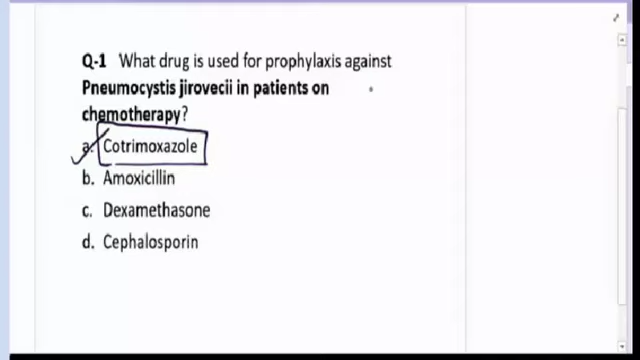 Q-1 What drug is used for prophylaxis against
Pneumocystis jirovecii in patients on
chemotherapy?
a. Cotrimoxazole
b. Amoxicillin
c. Dexamethasone
d. Cephalosporin